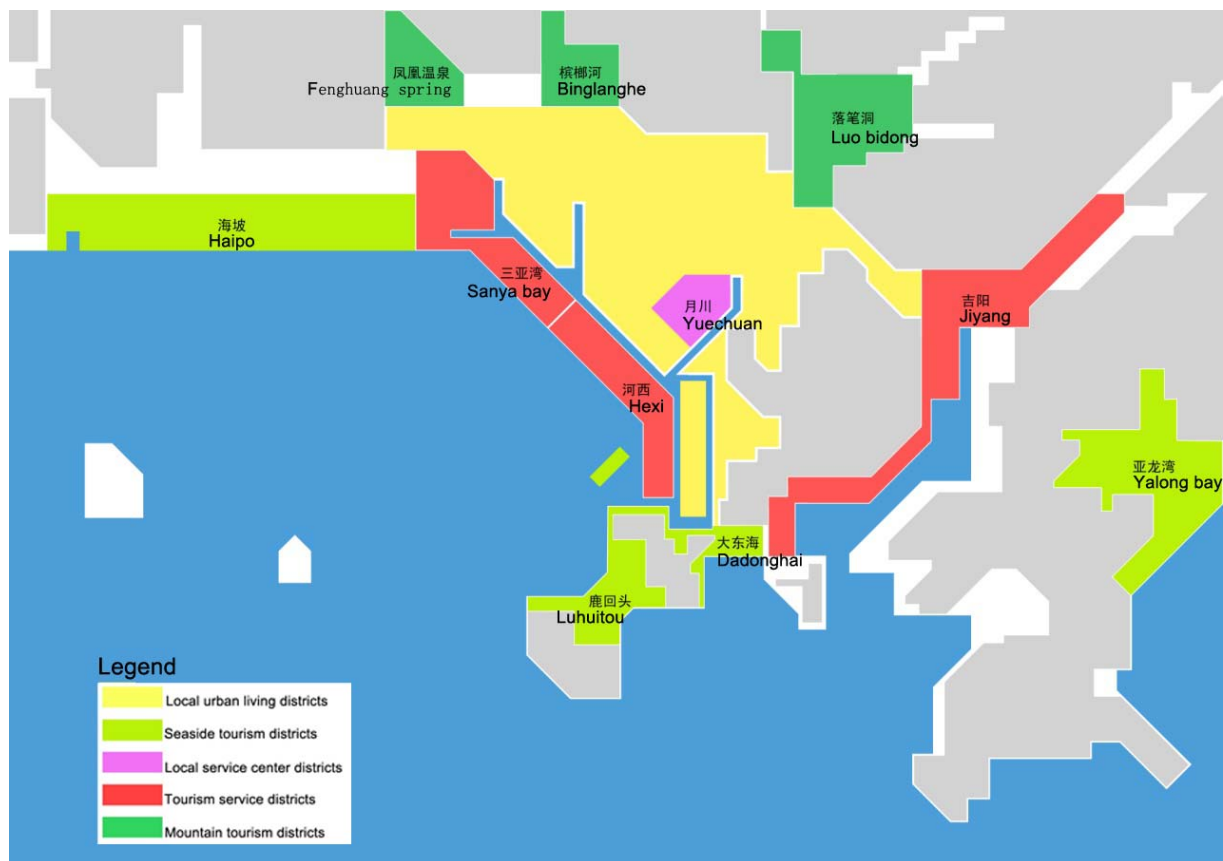 凤凰温泉
Fenghuang spring
槟榔河
Binglanghe
落笔洞
Luo bidong
海坡
Haipo
三亚湾
Sanya bay
月川
Yuechuan
吉阳
Jiyang
河西
Hexi
亚龙湾
Yalong bay
大东海
Dadonghai
鹿回头
Luhuitou
Legend
Local urban living districts
Seaside tourism districts
Local service center districts
Tourism service districts
Mountain tourism districts